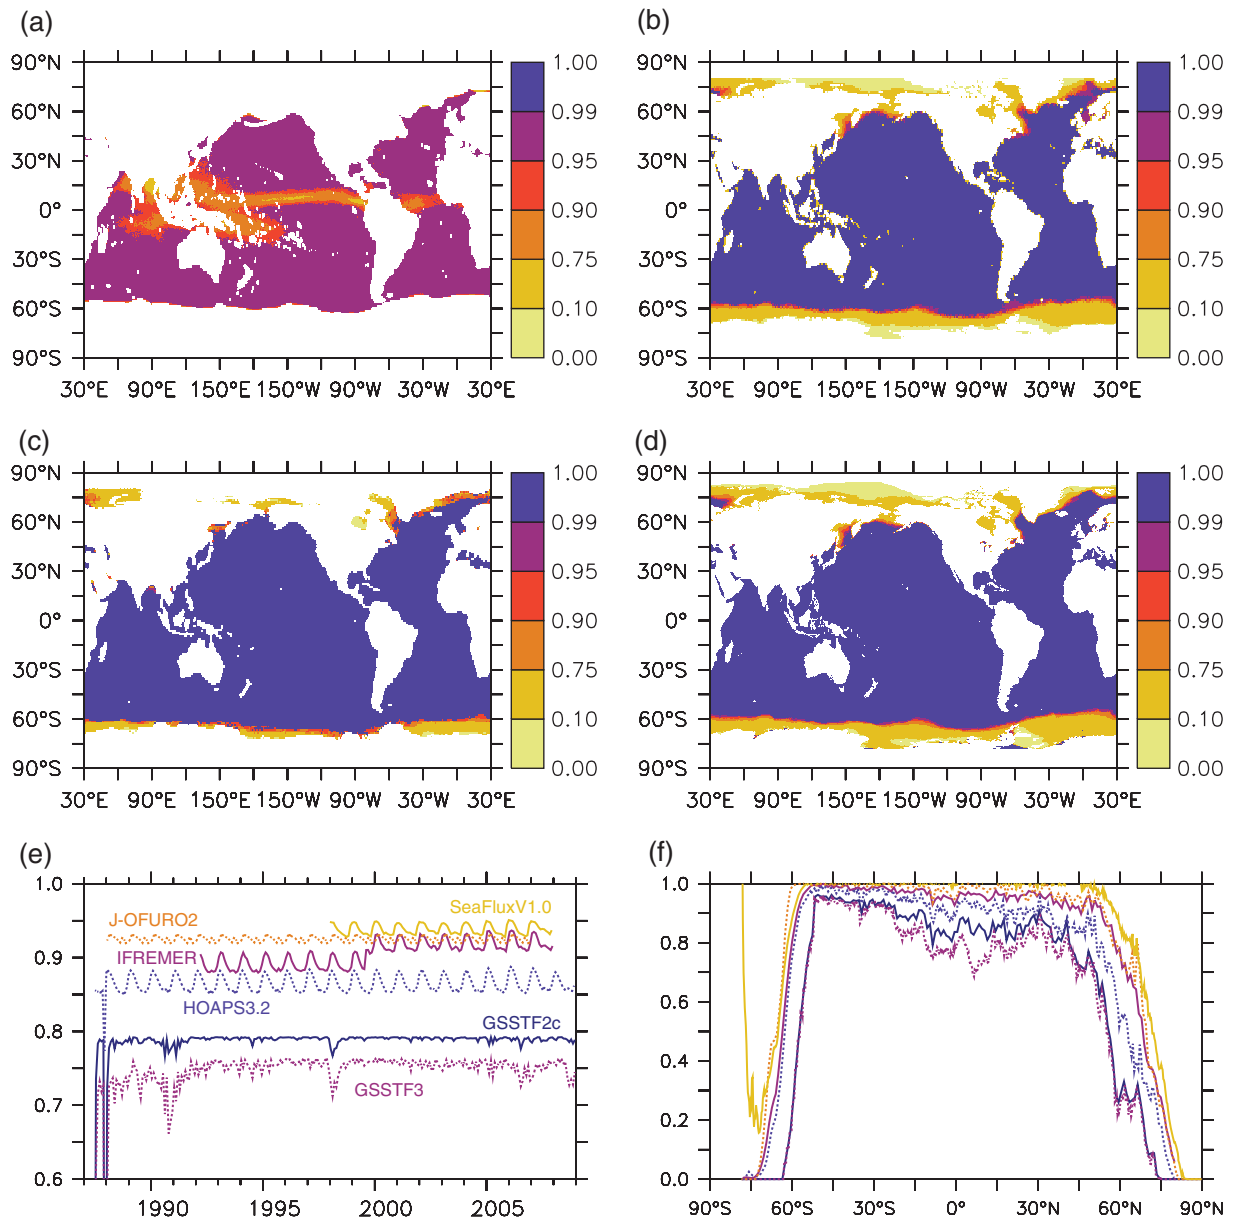 (a)
90°N
60°N
30°N
0°
30°S
60°S
90°S
30°E 90°E 150°E 150°W 90°W 30°W 30°E
1.00
0.99
0.95
0.90
0.75
0.10
0.00
(b)
90°N
60°N
30°N
0°
30°S
60°S
90°S
30°E 90°E 150°E 150°W 90°W 30°W 30°E
1.00
0.99
0.95
0.90
0.75
0.10
0.00
(c)
90°N
60°N
30°N
0°
30°S
60°S
90°S
30°E 90°E 150°E 150°W 90°W 30°W 30°E
1.00
0.99
0.95
0.90
0.75
0.10
0.00
(d)
90°N
60°N
30°N
0°
30°S
60°S
90°S
30°E 90°E 150°E 150°W 90°W 30°W 30°E
1.00
0.99
0.95
0.90
0.75
0.10
0.00
(e)
1.0
0.9
0.8
0.7
0.6
J-OFURO2
SeaFluxV1.0
IFREMER
HOAPS3.2
GSSTF2c
GSSTF3
1990 1995 2000 2005
(f)
1.0
0.8
0.6
0.4
0.2
0.0
90°S 60°S 30°S 0°N 30°N 60°N 90°N